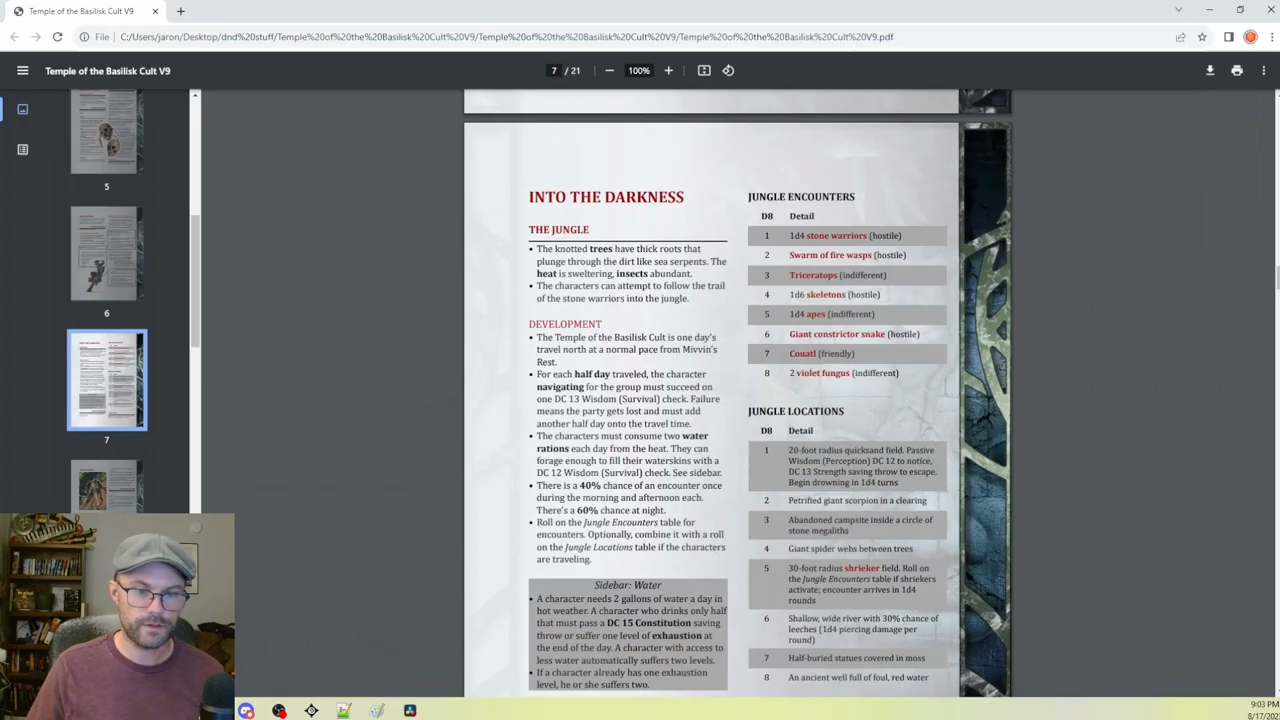 Temple of the Basilisk Cult V9
File
C:/Users/jaron/Desktop/dnd%20stuff/Temple%20of%20the%20Basilisk%20Cult%20V9/Temple%20of%20the%20Basilisk%20Cult%20V9/Temple%20of%20the%20Basilisk%20Cult%20V9.pdf
Temple of the Basilisk Cult V9
7 / 21
100%
5
6
7
INTO THE DARKNESS
THE JUNGLE
• The knotted trees have thick roots that
plunge through the dirt like sea serpents. The
heat is sweltering, insects abundant.
• The characters can attempt to follow the trail
of the stone warriors into the jungle.
DEVELOPMENT
• The Temple of the Basilisk Cult is one day's
travel north at a normal pace from Mivvin's
Rest.
• For each half day traveled, the character
navigating for the group must succeed on
one DC 13 Wisdom (Survival) check. Failure
means the party gets lost and must add
another half day onto the travel time.
• The characters must consume two water
rations each day from the heat. They can
forage enough to fill their waterskins with a
DC 12 Wisdom (Survival) check. See sidebar.
• There is a 40% chance of an encounter once
during the morning and afternoon each.
There's a 60% chance at night.
• Roll on the Jungle Encounters table for
encounters. Optionally, combine it with a roll
on the Jungle Locations table if the characters
are traveling.
Sidebar: Water
• A character needs 2 gallons of water a day in
hot weather. A character who drinks only half
that must pass a DC 15 Constitution saving
throw or suffer one level of exhaustion at
the end of the day. A character with access to
less water automatically suffers two levels.
• If a character already has one exhaustion
level, he or she suffers two.
JUNGLE ENCOUNTERS
D8 Detail
1 1d4 stone warriors (hostile)
2 Swarm of fire wasps (hostile)
3 Triceratops (indifferent)
4 1d6 skeletons (hostile)
5 1d4 apes (indifferent)
6 Giant constrictor snake (hostile)
7 Couatl (friendly)
8 2 violet fungus (indifferent)
JUNGLE LOCATIONS
D8 Detail
1 20-foot radius quicksand field. Passive
Wisdom (Perception) DC 12 to notice,
DC 13 Strength saving throw to escape.
Begin drowning in 1d4 turns
2 Petrified giant scorpion in a clearing
3 Abandoned campsite inside a circle of
stone megaliths
4 Giant spider webs between trees
5 30-foot radius shrieker field. Roll on
the Jungle Encounters table if shriekers
activate; encounter arrives in 1d4
rounds
6 Shallow, wide river with 30% chance of
leeches (1d4 piercing damage per
round)
7 Half-buried statues covered in moss
8 An ancient well full of foul, red water
9:03 PM